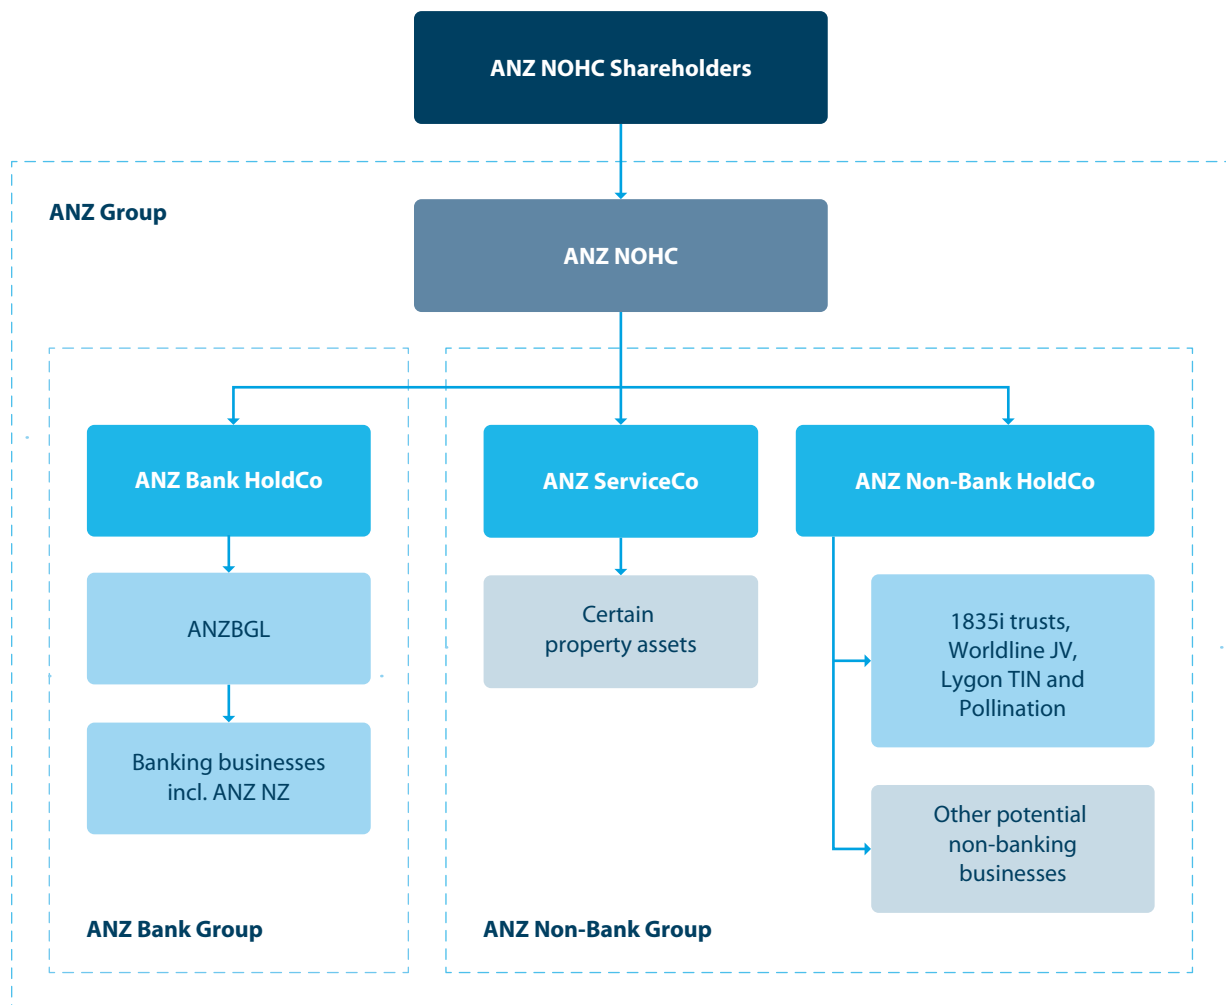 ANZ NOHC Shareholders
ANZ Group
ANZ NOHC
ANZ Bank HoldCo
ANZ ServiceCo
ANZ Non-Bank HoldCo
ANZBGL
Certain
property assets
1835i trusts,
Worldline JV,
Lygon TIN and
Pollination
Banking businesses
incl. ANZ NZ
Other potential
non-banking
businesses
ANZ Bank Group
ANZ Non-Bank Group